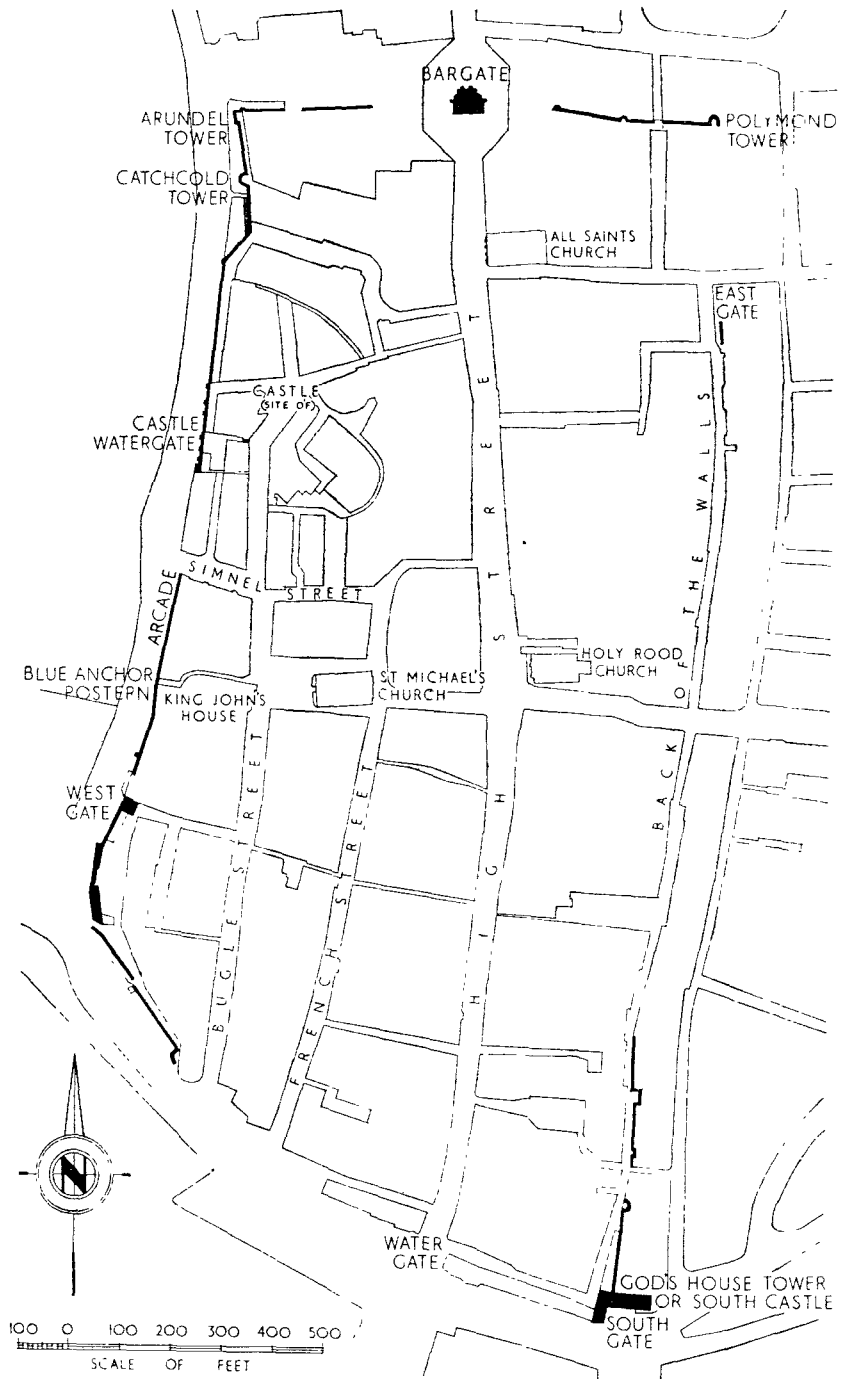 BARGATE
ARUNDEL
TOWER
POLYMOND
TOWER
CATCHCOLD
TOWER
ALL SAINTS
CHURCH
EAST
GATE
CASTLE
(SITE OF)
CASTLE
WATERGATE
ARCADE
SIMNEL
STREET
HIGH STREET
BACK OF THE WALLS
HOLY ROOD
CHURCH
BLUE ANCHOR
POSTERN
KING JOHN'S
HOUSE
ST MICHAEL'S
CHURCH
WEST
GATE
BUGLE STREET
FRENCH STREET
N
WATER
GATE
GOD'S HOUSE TOWER
OR SOUTH CASTLE
SOUTH
GATE
100 0 100 200 300 400 500
SCALE OF FEET